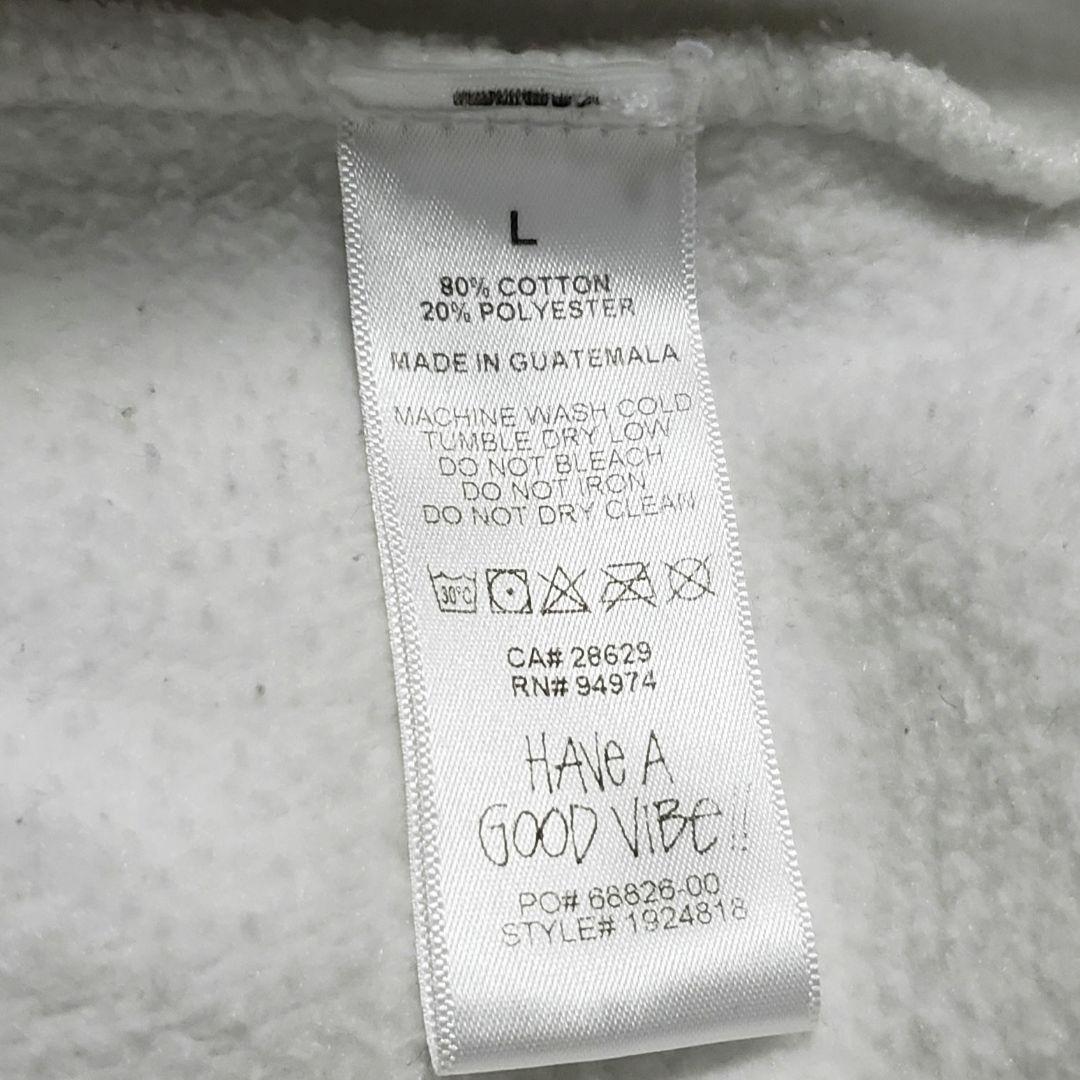 L
80% COTTON
20% POLYESTER
MADE IN GUATEMALA
MACHINE WASH COLD
TUMBLE DRY LOW
DO NOT BLEACH
DO NOT IRON
DO NOT DRY CLEAN
30°C
CA# 28629
RN# 94974
HAVE A
GOOD VIBE!!
PO# 68826-00
STYLE# 1924818